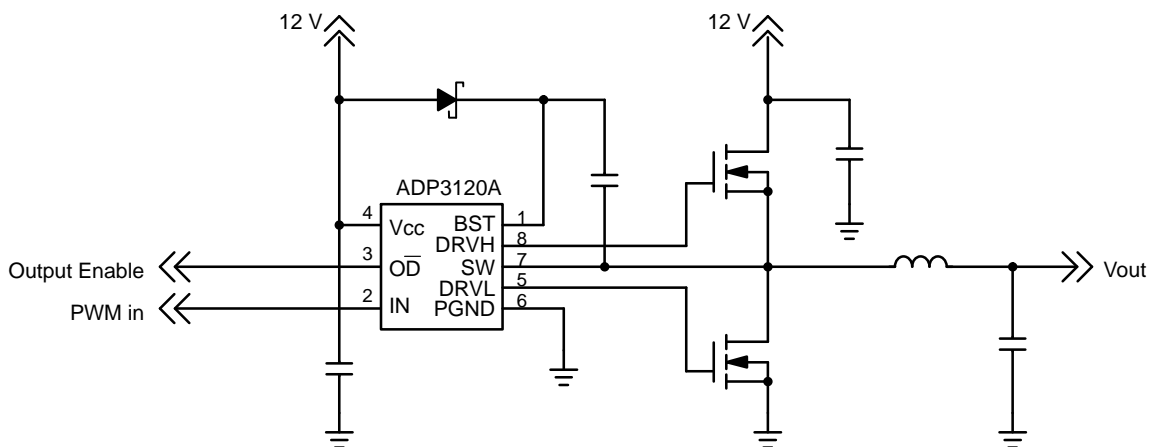 12 V
12 V
ADP3120A
4
Vcc
BST
1
DRVH
8
Output Enable
3
OD̅
SW
7
DRVL
5
PWM in
2
IN
PGND
6
Vout